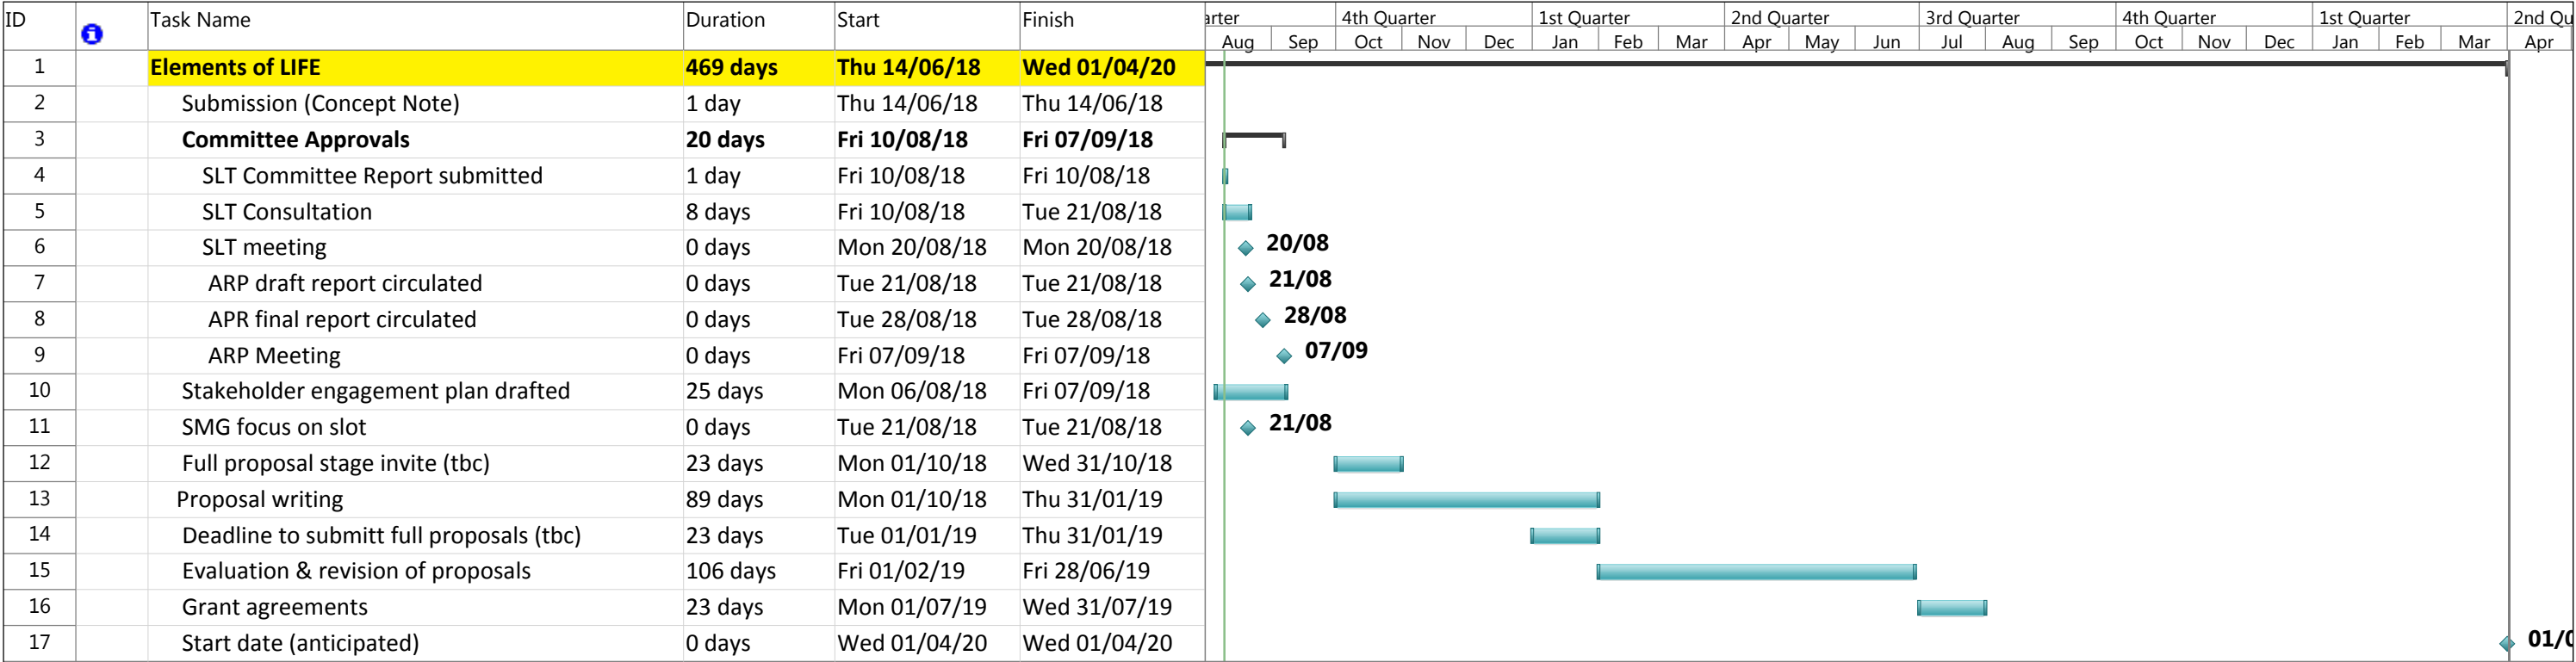 ID Task Name Duration Start Finish arter 4th Quarter 1st Quarter 2nd Quarter 3rd Quarter 4th Quarter 1st Quarter 2nd Qu
Aug Sep Oct Nov Dec Jan Feb Mar Apr May Jun Jul Aug Sep Oct Nov Dec Jan Feb Mar Apr
1 Elements of LIFE 469 days Thu 14/06/18 Wed 01/04/20
2 Submission (Concept Note) 1 day Thu 14/06/18 Thu 14/06/18
3 Committee Approvals 20 days Fri 10/08/18 Fri 07/09/18
4 SLT Committee Report submitted 1 day Fri 10/08/18 Fri 10/08/18
5 SLT Consultation 8 days Fri 10/08/18 Tue 21/08/18
6 SLT meeting 0 days Mon 20/08/18 Mon 20/08/18 20/08
7 ARP draft report circulated 0 days Tue 21/08/18 Tue 21/08/18 21/08
8 APR final report circulated 0 days Tue 28/08/18 Tue 28/08/18 28/08
9 ARP Meeting 0 days Fri 07/09/18 Fri 07/09/18 07/09
10 Stakeholder engagement plan drafted 25 days Mon 06/08/18 Fri 07/09/18
11 SMG focus on slot 0 days Tue 21/08/18 Tue 21/08/18 21/08
12 Full proposal stage invite (tbc) 23 days Mon 01/10/18 Wed 31/10/18
13 Proposal writing 89 days Mon 01/10/18 Thu 31/01/19
14 Deadline to submitt full proposals (tbc) 23 days Tue 01/01/19 Thu 31/01/19
15 Evaluation & revision of proposals 106 days Fri 01/02/19 Fri 28/06/19
16 Grant agreements 23 days Mon 01/07/19 Wed 31/07/19
17 Start date (anticipated) 0 days Wed 01/04/20 Wed 01/04/20 01/0